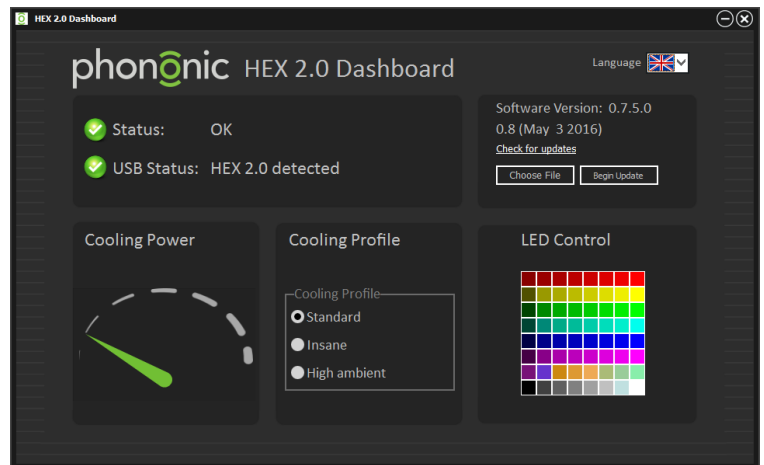 HEX 2.0 Dashboard
phononic HEX 2.0 Dashboard
Language
Status: OK
USB Status: HEX 2.0 detected
Software Version: 0.7.5.0
0.8 (May 3 2016)
Check for updates
Choose File Begin Update
Cooling Power
Cooling Profile
Cooling Profile
Standard
Insane
High ambient
LED Control